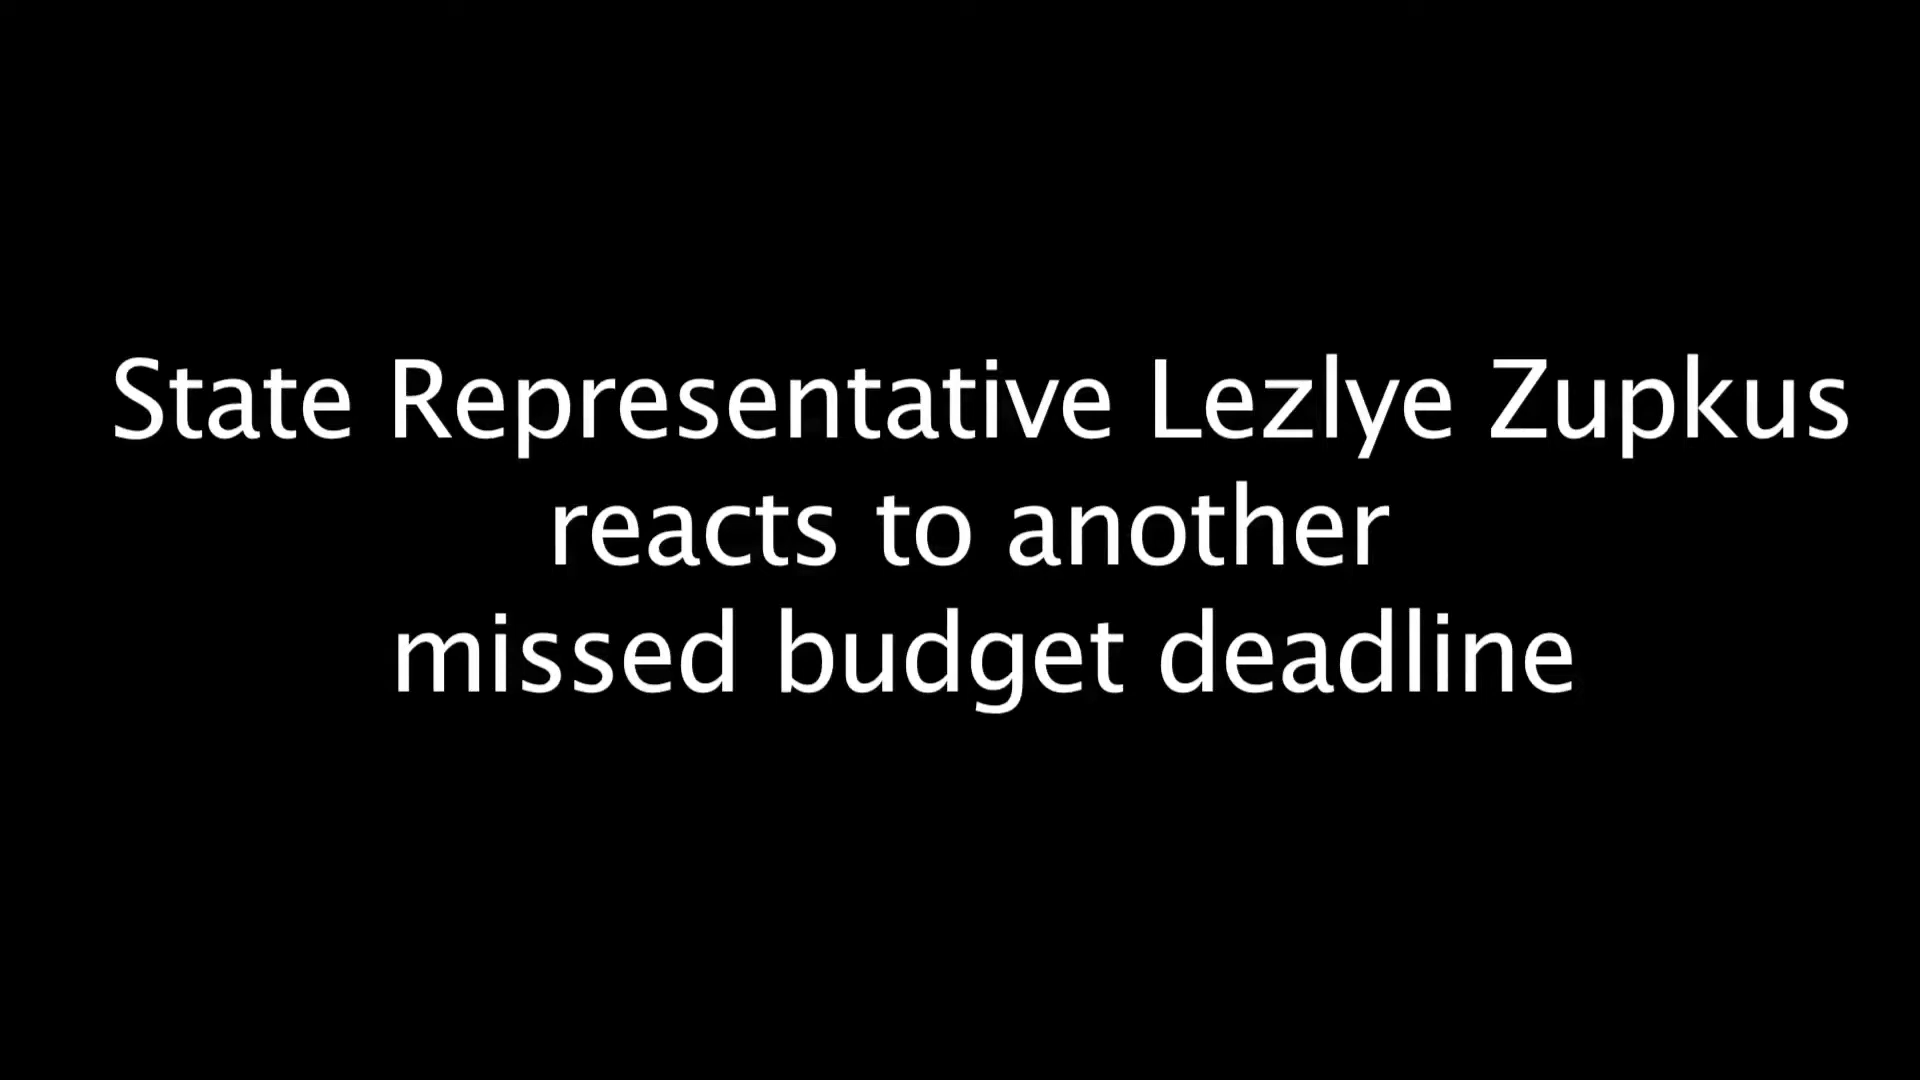 State Representative Lezlye Zupkus
reacts to another
missed budget deadline